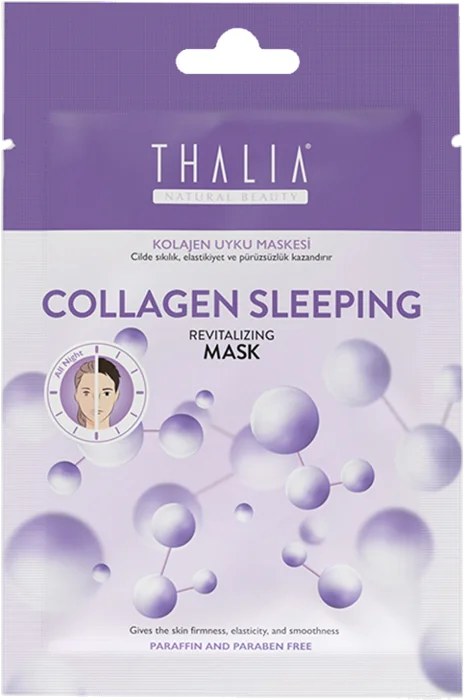 THALIA®
NATURAL BEAUTY
KOLAJEN UYKU MASKESİ
Cilde sıkılık, elastikiyet ve pürüzsüzlük kazandırır
COLLAGEN SLEEPING
REVITALIZING
MASK
All Night
Gives the skin firmness, elasticity, and smoothness
PARAFFIN AND PARABEN FREE